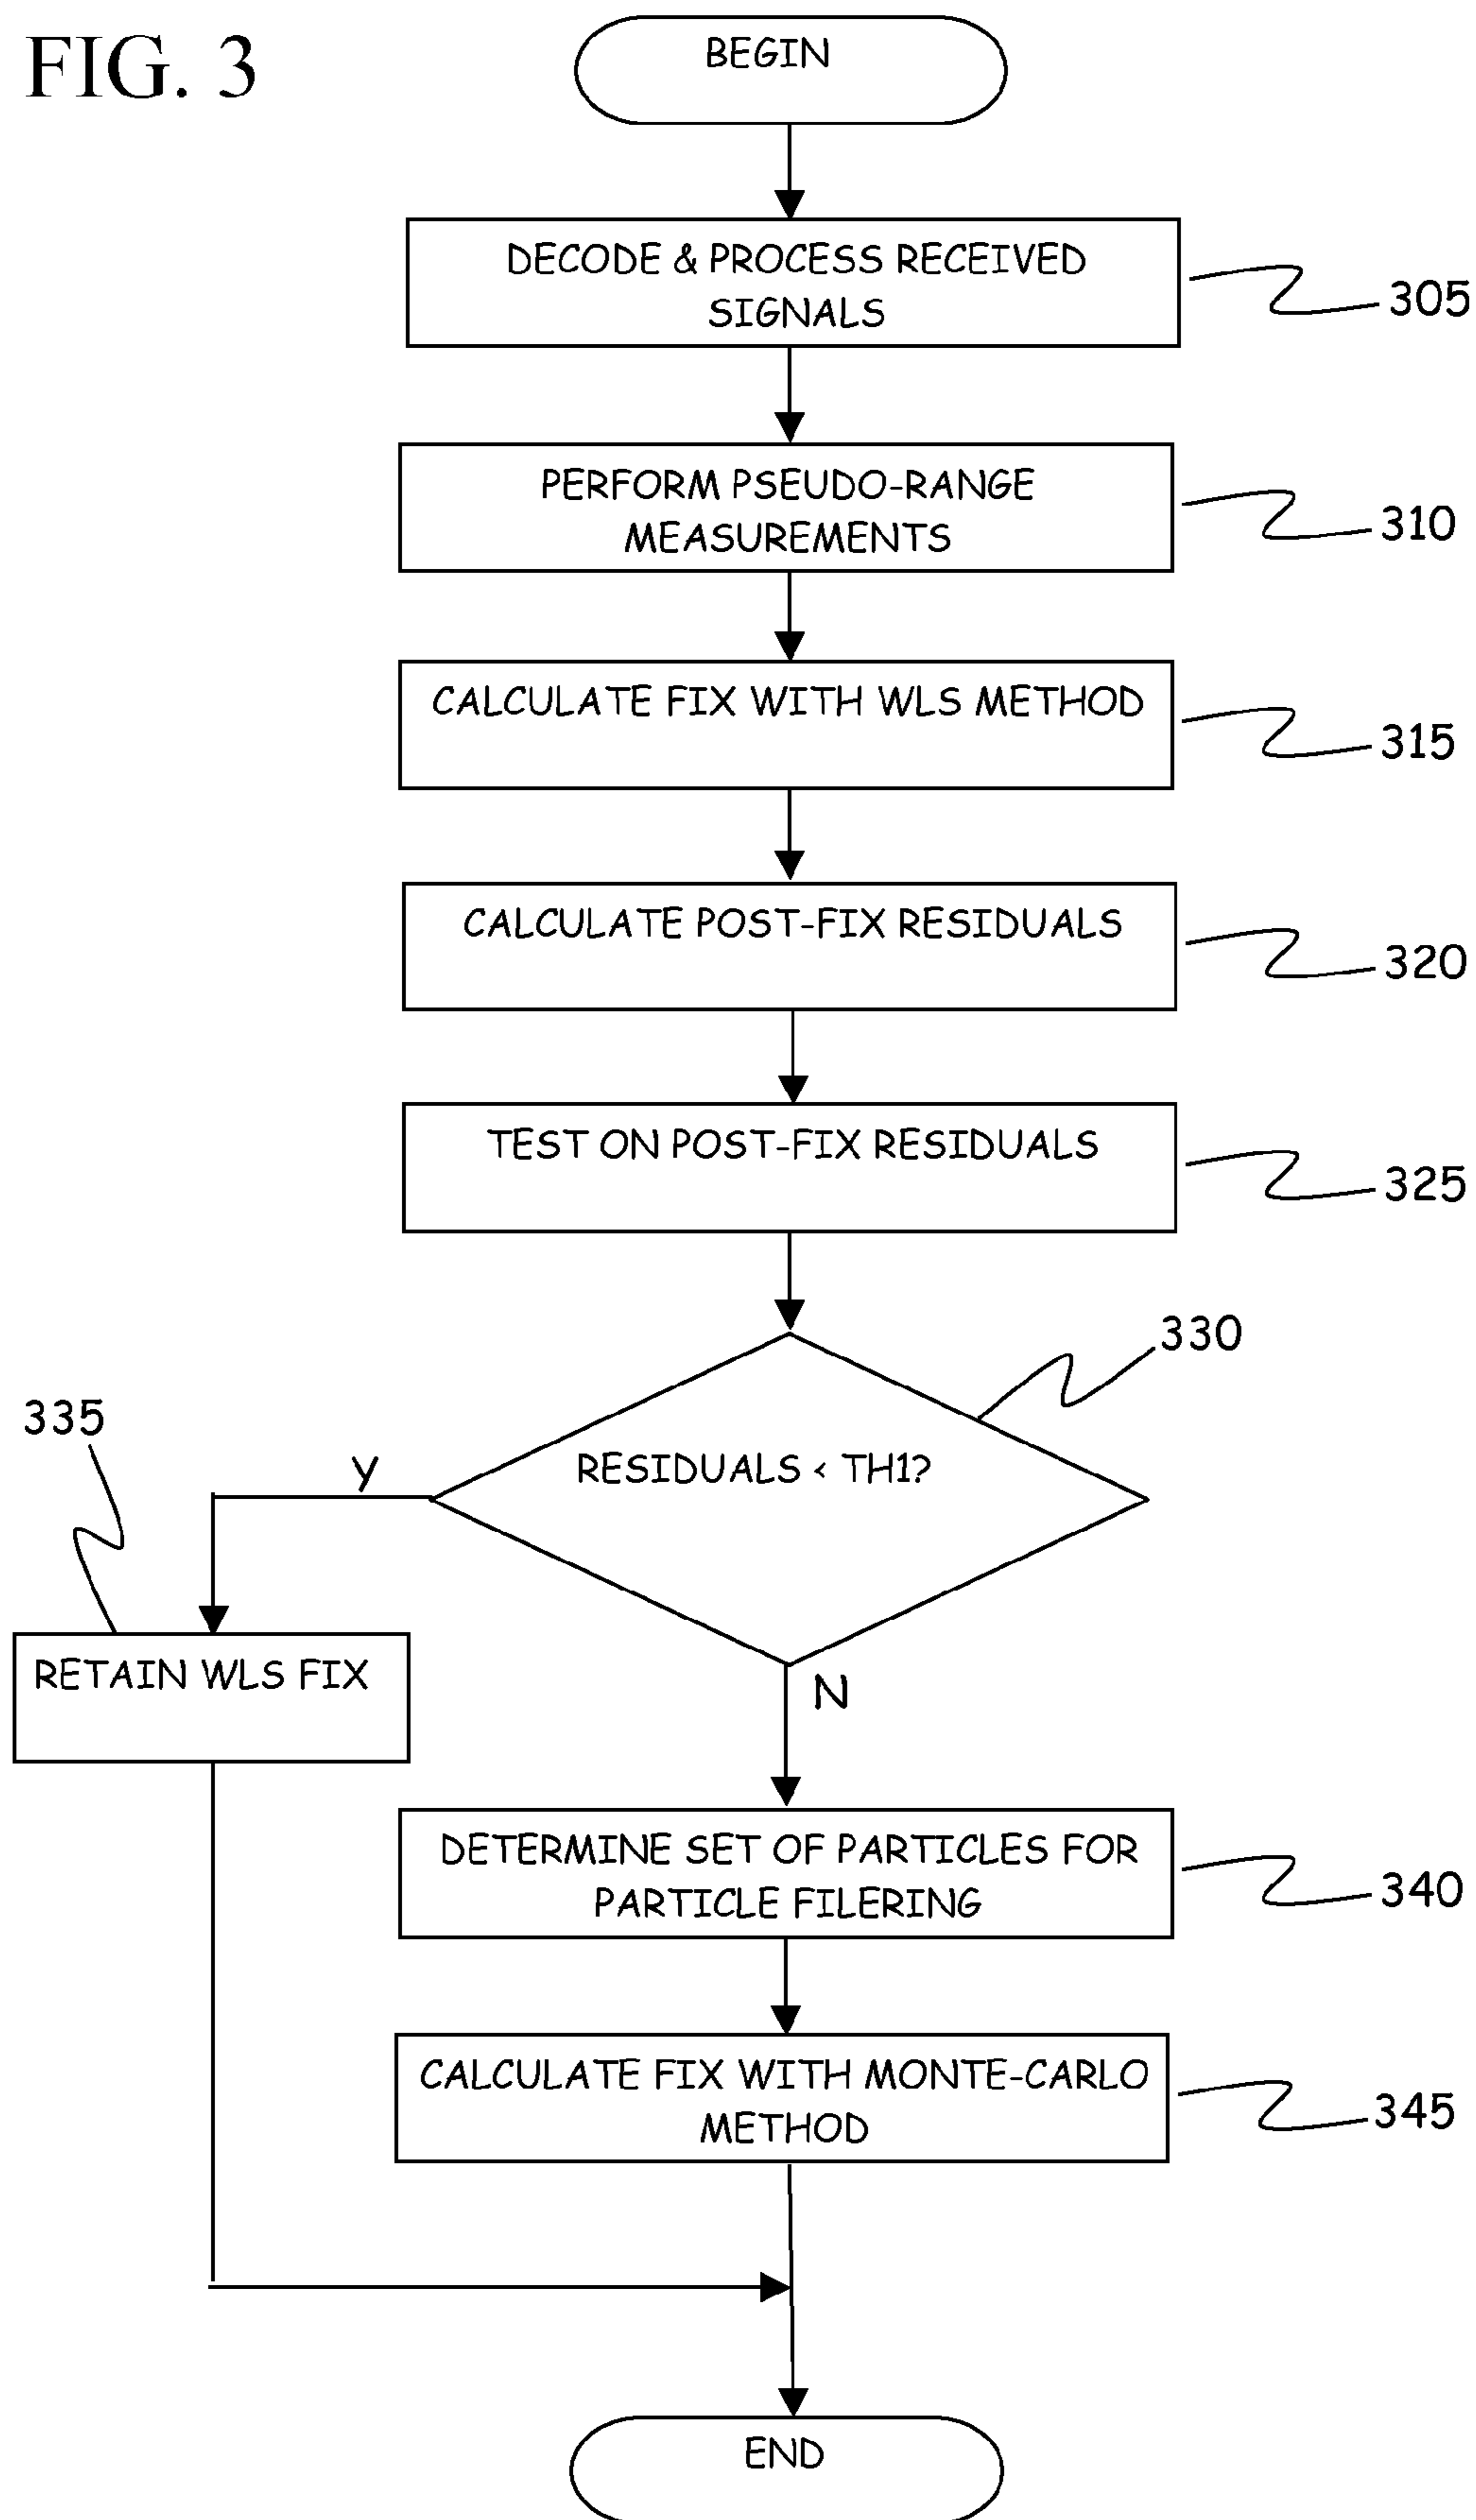 FIG. 3
BEGIN
DECODE & PROCESS RECEIVED
SIGNALS
305
PERFORM PSEUDO-RANGE
MEASUREMENTS
310
CALCULATE FIX WITH WLS METHOD
315
CALCULATE POST-FIX RESIDUALS
320
TEST ON POST-FIX RESIDUALS
325
330
335
RESIDUALS < TH1?
Y
RETAIN WLS FIX
N
DETERMINE SET OF PARTICLES FOR
PARTICLE FILERING
340
CALCULATE FIX WITH MONTE-CARLO
METHOD
345
END